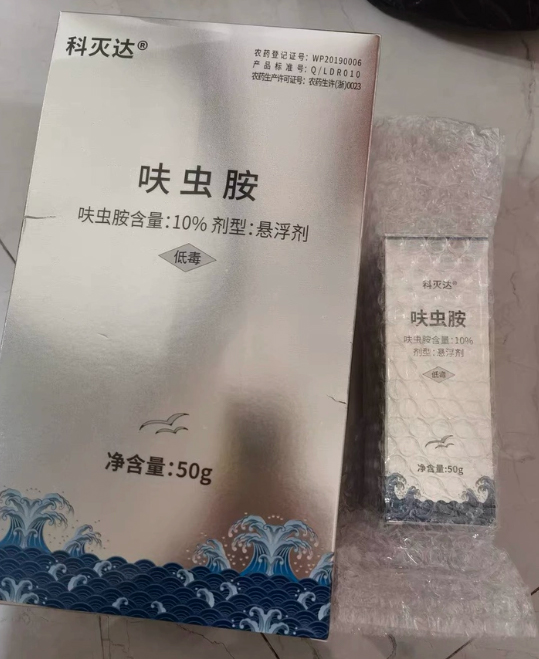 科灭达®
农药登记证号：WP20190006
产品标准号：Q/LDR010
农药生产许可证号：农药生许(浙)0023
呋虫胺
呋虫胺含量：10% 剂型：悬浮剂
低毒
净含量：50g
科灭达®
呋虫胺
呋虫胺含量：10%
剂型：悬浮剂
低毒
净含量：50g